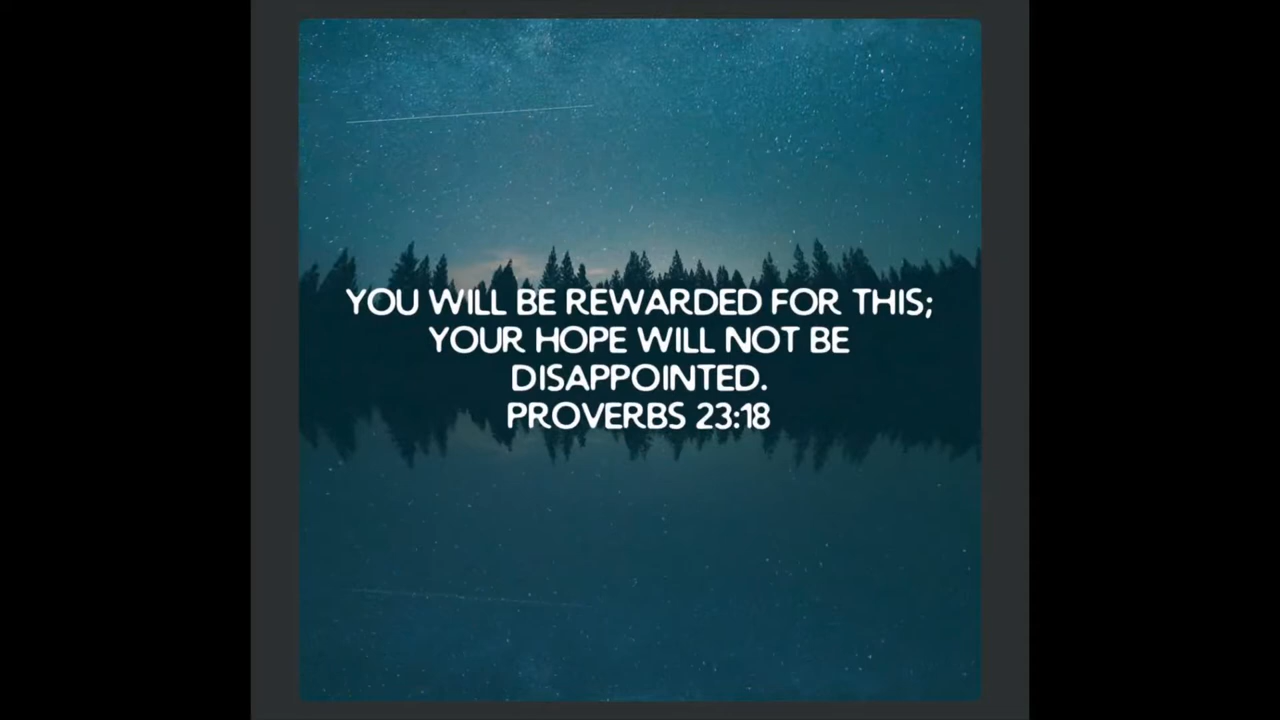 YOU WILL BE REWARDED FOR THIS;
YOUR HOPE WILL NOT BE
DISAPPOINTED.
PROVERBS 23:18